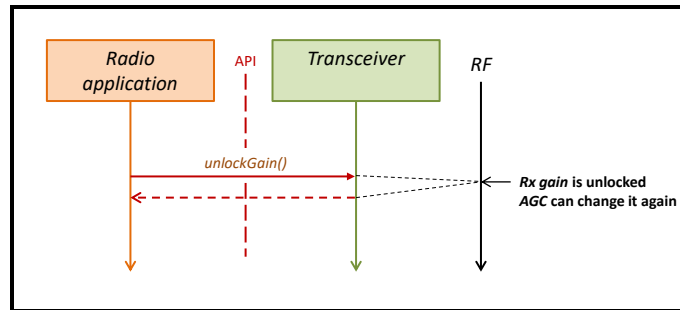 Radio
application
API
Transceiver
RF
unlockGain()
Rx gain is unlocked
AGC can change it again